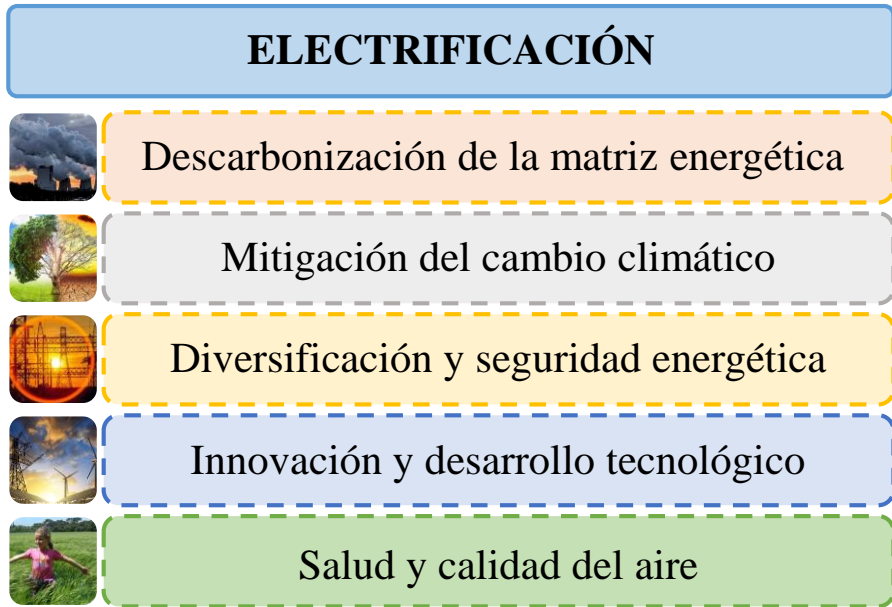 ELECTRIFICACIÓN
Descarbonización de la matriz energética
Mitigación del cambio climático
Diversificación y seguridad energética
Innovación y desarrollo tecnológico
Salud y calidad del aire